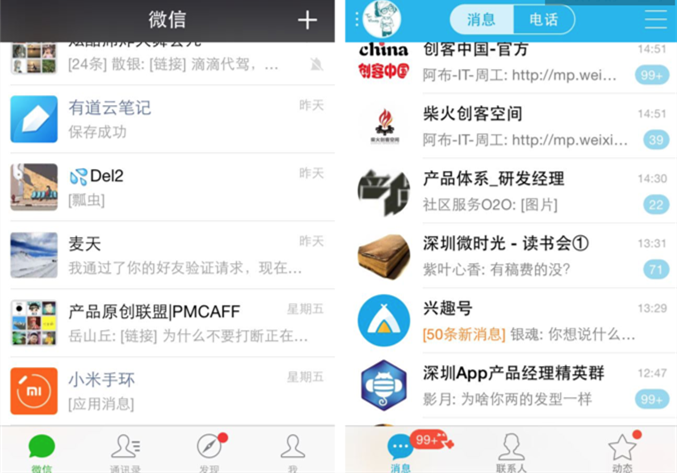 微信
[24条] 散银: [链接] 滴滴代驾，…
有道云笔记
昨天
保存成功
💦Del2
昨天
[瓢虫]
麦天
昨天
我通过了你的好友验证请求，现在…
产品原创联盟|PMCAFF
星期五
岳山丘: [链接] 为什么不要打断正在…
小米手环
星期五
[应用消息]
微信
通讯录
发现
我
消息
电话
china
创客中国
创客中国-官方
14:51
阿布-IT-周工: http://mp.wei…
99+
柴火创客空间
14:51
阿布-IT-周工: http://mp.weixi…
39
产品体系_研发经理
14:30
社区服务O2O: [图片]
22
深圳微时光 - 读书会①
13:31
紫叶心香: 有稿费的没?
71
兴趣号
13:29
[50条新消息] 银魂: 你想说什么…
深圳App产品经理精英群
12:47
影月: 为啥你两的发型一样
99+
99+
消息
联系人
动态